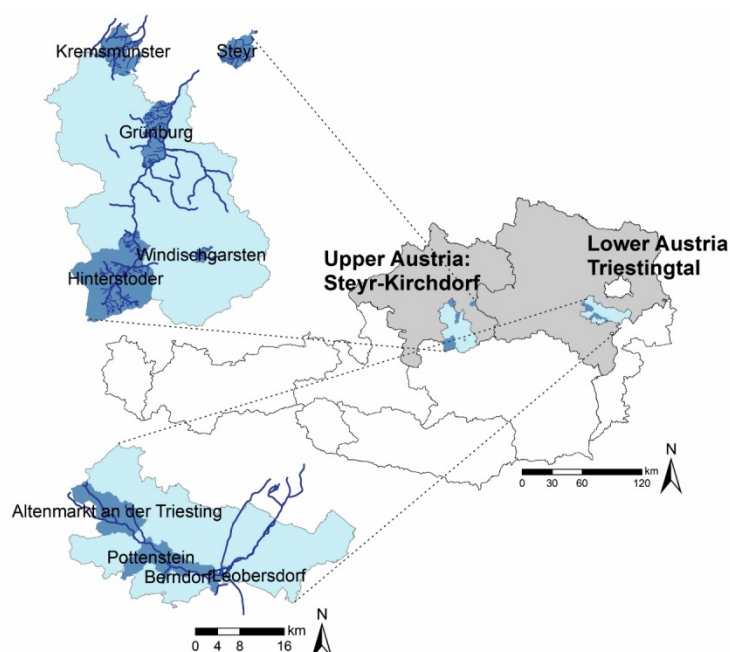 Kremsmünster
Steyr
Grünburg
Windischgarsten
Hinterstoder
Upper Austria:
Steyr-Kirchdorf
Lower Austria
Triestingtal
N
km
0 30 60 120
Altenmarkt an der Triesting
Pottenstein
Berndorf
Leobersdorf
N
km
0 4 8 16